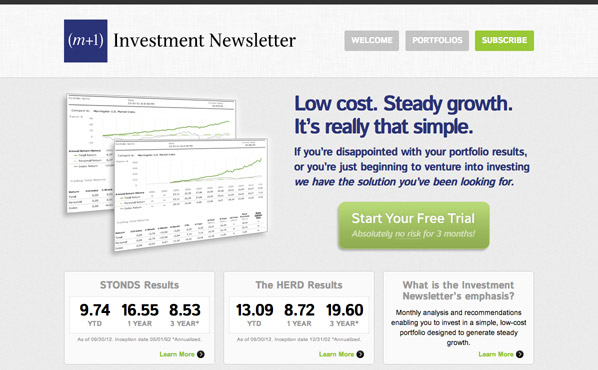 (m+1) Investment Newsletter
WELCOME PORTFOLIOS SUBSCRIBE
Low cost. Steady growth.
It's really that simple.
If you're disappointed with your portfolio results,
or you're just beginning to venture into investing
we have the solution you've been looking for.
Start Your Free Trial
Absolutely no risk for 3 months!
STONDS Results
9.74 16.55 8.53
YTD 1 YEAR 3 YEAR*
As of 09/30/12. Inception date 05/01/02 *Annualized.
Learn More
The HERD Results
13.09 8.72 19.60
YTD 1 YEAR 3 YEAR*
As of 09/30/12. Inception date 12/31/02 *Annualized.
Learn More
What is the Investment
Newsletter's emphasis?
Monthly analysis and recommendations
enabling you to invest in a simple, low-cost
portfolio designed to generate steady
growth.
Learn More